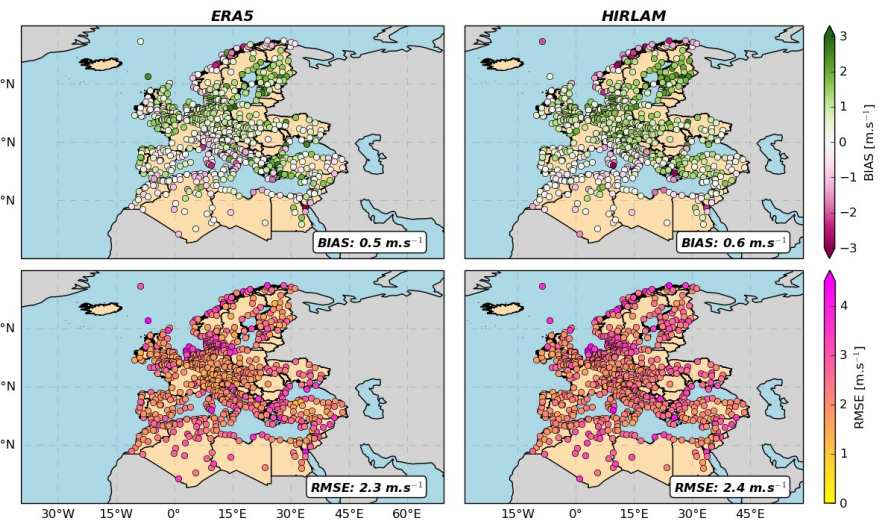 ERA5 HIRLAM
3
2
1
0
−1
−2
−3
BIAS [m.s⁻¹]
°N
°N
°N
BIAS: 0.5 m.s⁻¹ BIAS: 0.6 m.s⁻¹
4
3
2
1
0
RMSE [m.s⁻¹]
°N
°N
°N
RMSE: 2.3 m.s⁻¹ RMSE: 2.4 m.s⁻¹
30°W 15°W 0° 15°E 30°E 45°E 60°E 15°W 0° 15°E 30°E 45°E